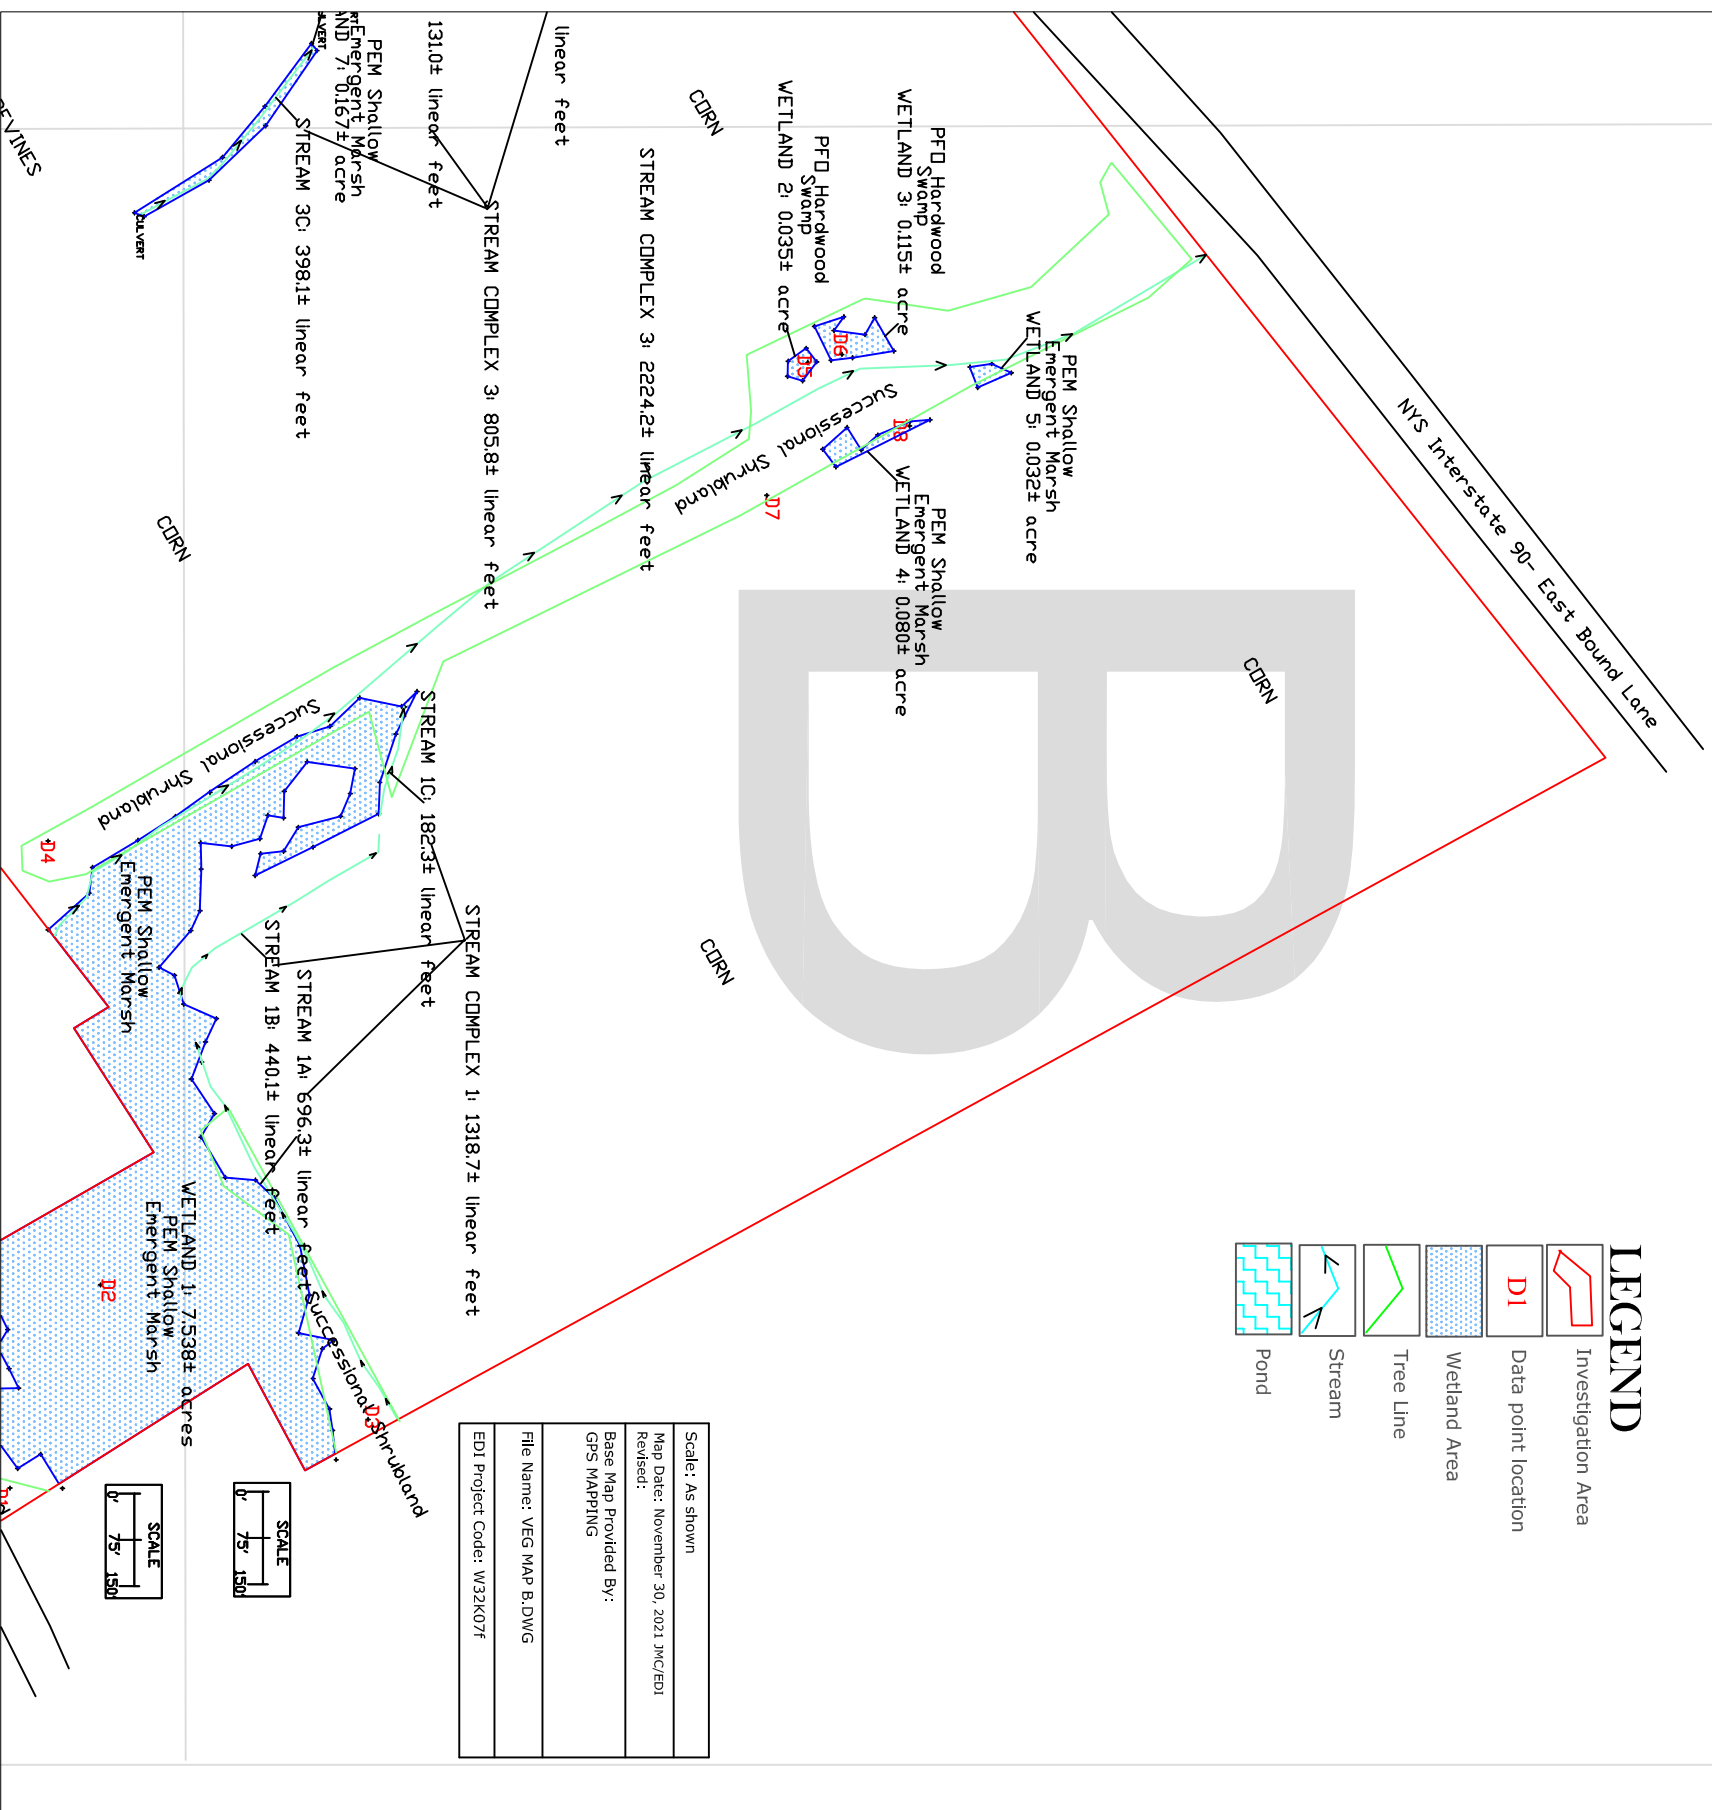 NYS Interstate 90- East Bound Lane
LEGEND
Investigation Area
D1
Data point location
Wetland Area
Tree Line
Stream
Pond
B
CORN
CORN
CORN
CORN
PFO Hardwood
Swamp
WETLAND 3: 0.115± acre
PFO Hardwood
Swamp
WETLAND 2: 0.035± acre
PEM Shallow
Emergent Marsh
WETLAND 5: 0.032± acre
PEM Shallow
Emergent Marsh
WETLAND 4: 0.080± acre
D6
D5
D8
D7
Successional Shrubland
STREAM COMPLEX 3: 2224.2± linear feet
linear feet
STREAM COMPLEX 3: 805.8± linear feet
131.0± linear feet
PEM Shallow
Emergent Marsh
AND 7: 0.167± acre
STREAM 3C: 398.1± linear feet
CULVERT
EVINES
STREAM COMPLEX 1: 1318.7± linear feet
STREAM 1C: 182.3± linear feet
STREAM 1A: 696.3± linear feet
STREAM 1B: 440.1± linear feet
Successional Shrubland
D4
PEM Shallow
Emergent Marsh
WETLAND 1: 7.538± acres
PEM Shallow
Emergent Marsh
D2
Successional Shrubland
D3
D1
SCALE
0' 75' 150'
SCALE
0' 75' 150'
Scale: As shown
Map Date: November 30, 2021 JMC/EDI
Revised:
Base Map Provided By:
GPS MAPPING
File Name: VEG MAP B.DWG
EDI Project Code: W32K07f